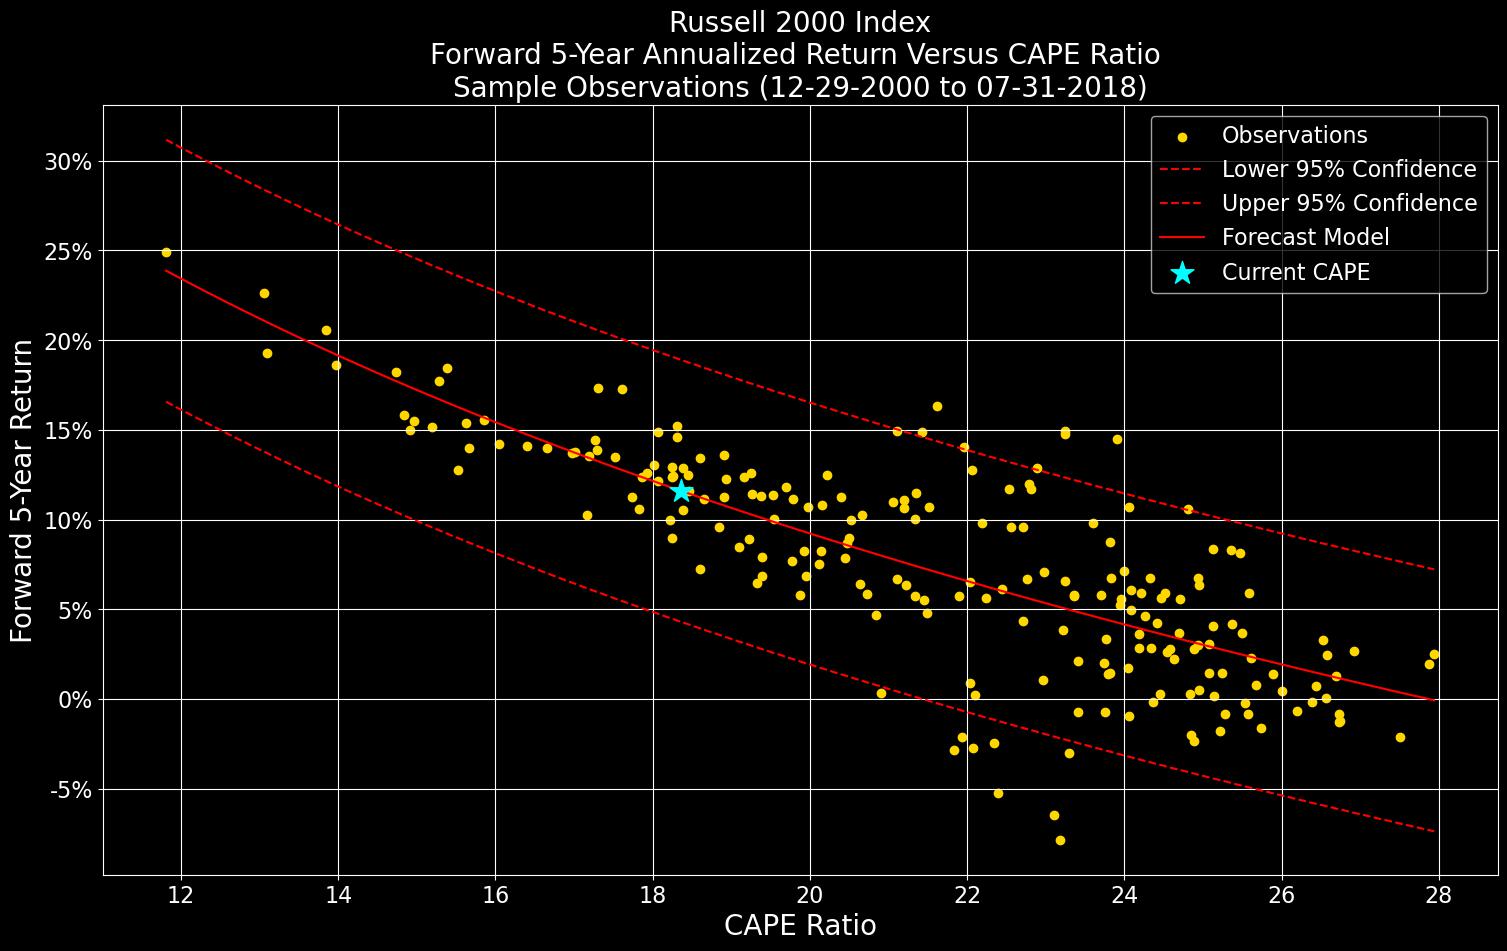 Russell 2000 Index
Forward 5-Year Annualized Return Versus CAPE Ratio
Sample Observations (12-29-2000 to 07-31-2018)
Observations
Lower 95% Confidence
Upper 95% Confidence
Forecast Model
Current CAPE
Forward 5-Year Return
30%
25%
20%
15%
10%
5%
0%
-5%
12 14 16 18 20 22 24 26 28
CAPE Ratio